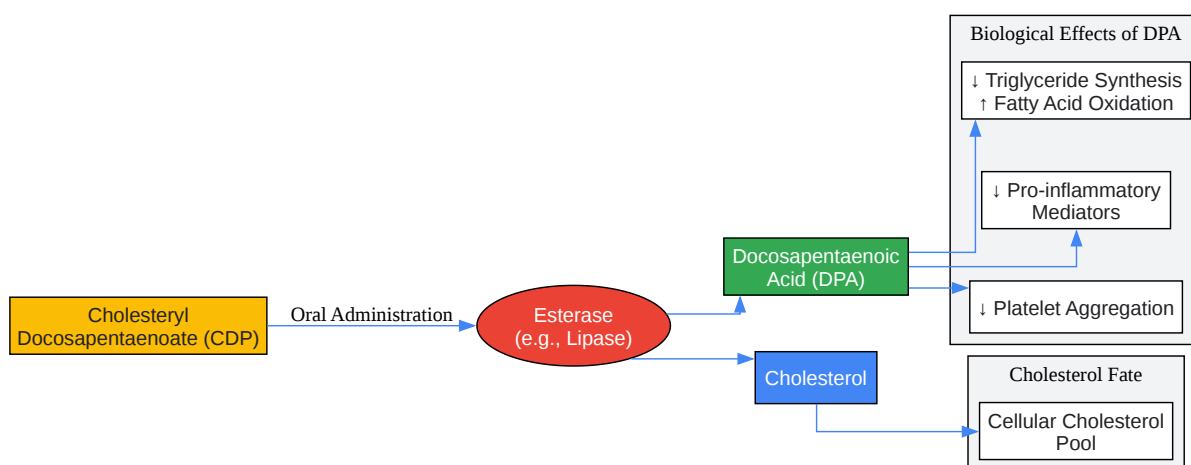 Biological Effects of DPA
↓ Triglyceride Synthesis
↑ Fatty Acid Oxidation
↓ Pro-inflammatory
Mediators
Docosapentaenoic
Acid (DPA)
↓ Platelet Aggregation
Cholesteryl
Docosapentaenoate (CDP)
Oral Administration
Esterase
(e.g., Lipase)
Cholesterol
Cholesterol Fate
Cellular Cholesterol
Pool